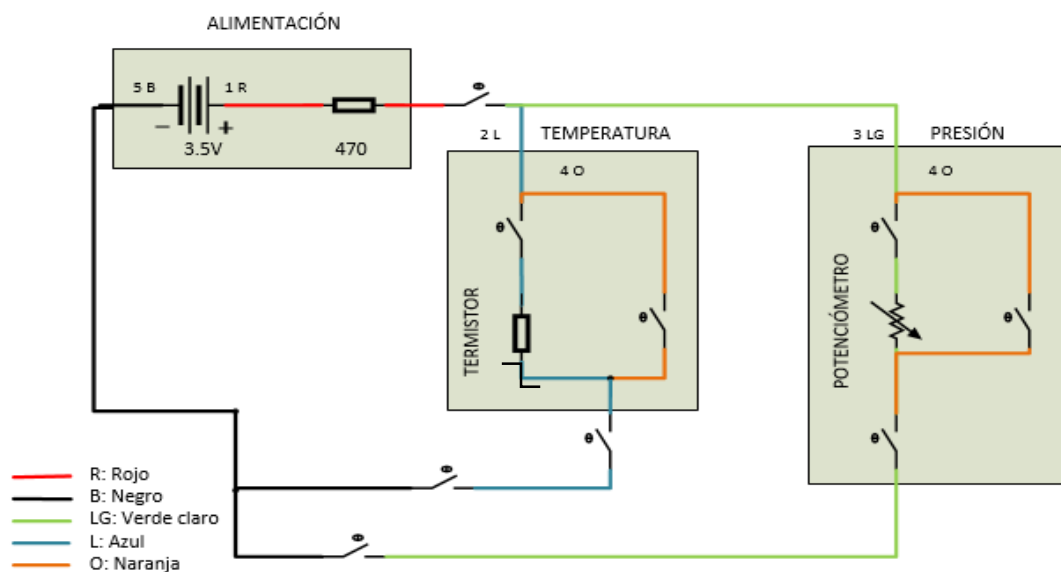 ALIMENTACIÓN
5 B
1 R
3.5V
470
2 L
TEMPERATURA
4 O
3 LG
PRESIÓN
4 O
TERMISTOR
POTENCIÓMETRO
R: Rojo
B: Negro
LG: Verde claro
L: Azul
O: Naranja